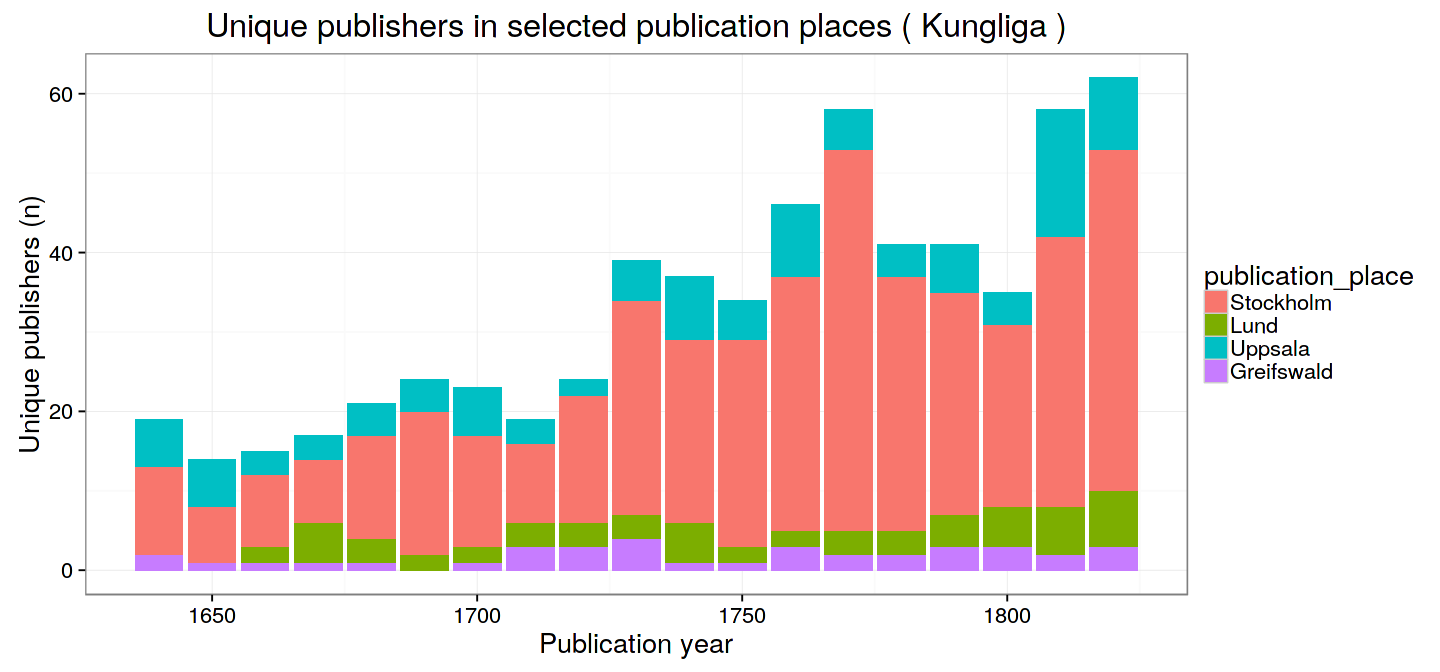 Unique publishers in selected publication places ( Kungliga )
Unique publishers (n)
60
40
20
0
1650
1700
1750
1800
Publication year
publication_place
Stockholm
Lund
Uppsala
Greifswald